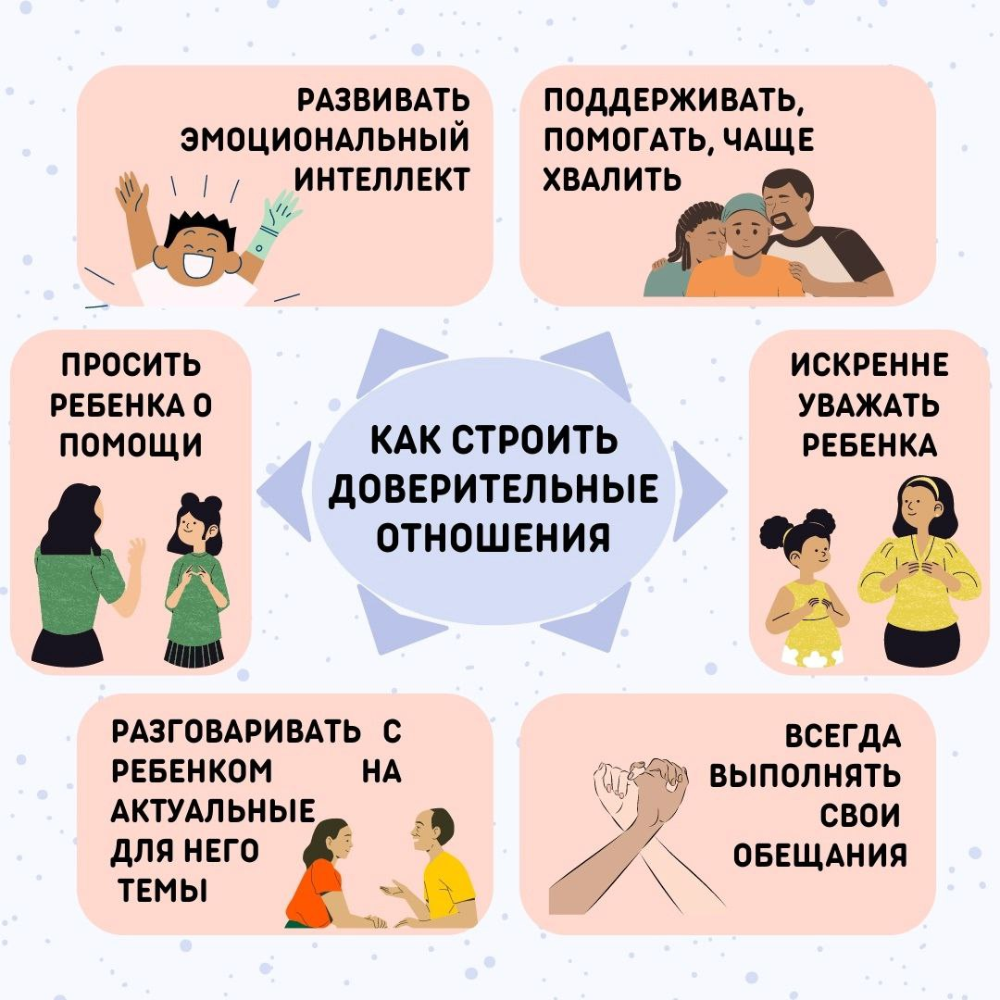 РАЗВИВАТЬ
ЭМОЦИОНАЛЬНЫЙ
ИНТЕЛЛЕКТ
ПОДДЕРЖИВАТЬ,
ПОМОГАТЬ, ЧАЩЕ
ХВАЛИТЬ
ПРОСИТЬ
РЕБЕНКА О
ПОМОЩИ
КАК СТРОИТЬ
ДОВЕРИТЕЛЬНЫЕ
ОТНОШЕНИЯ
ИСКРЕННЕ
УВАЖАТЬ
РЕБЕНКА
РАЗГОВАРИВАТЬ С
РЕБЕНКОМ НА
АКТУАЛЬНЫЕ
ДЛЯ НЕГО
ТЕМЫ
ВСЕГДА
ВЫПОЛНЯТЬ
СВОИ
ОБЕЩАНИЯ